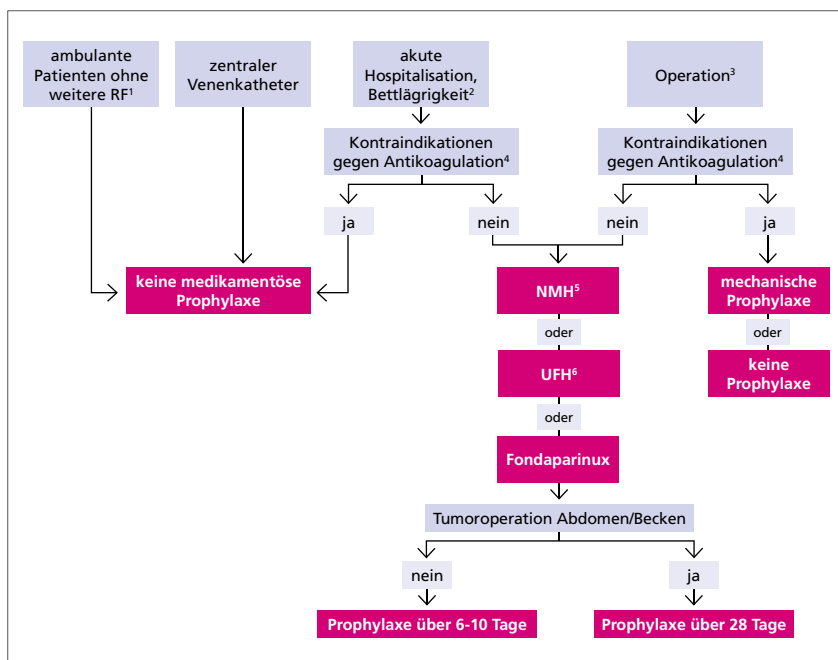 ambulante
Patienten ohne
weitere RF¹
zentraler
Venenkatheter
akute
Hospitalisation,
Bettlägrigkeit²
Operation³
Kontraindikationen
gegen Antikoagulation⁴
Kontraindikationen
gegen Antikoagulation⁴
ja
nein
nein
ja
keine medikamentöse
Prophylaxe
NMH⁵
mechanische
Prophylaxe
oder
oder
UFH⁶
keine
Prophylaxe
oder
Fondaparinux
Tumoroperation Abdomen/Becken
nein
ja
Prophylaxe über 6-10 Tage
Prophylaxe über 28 Tage